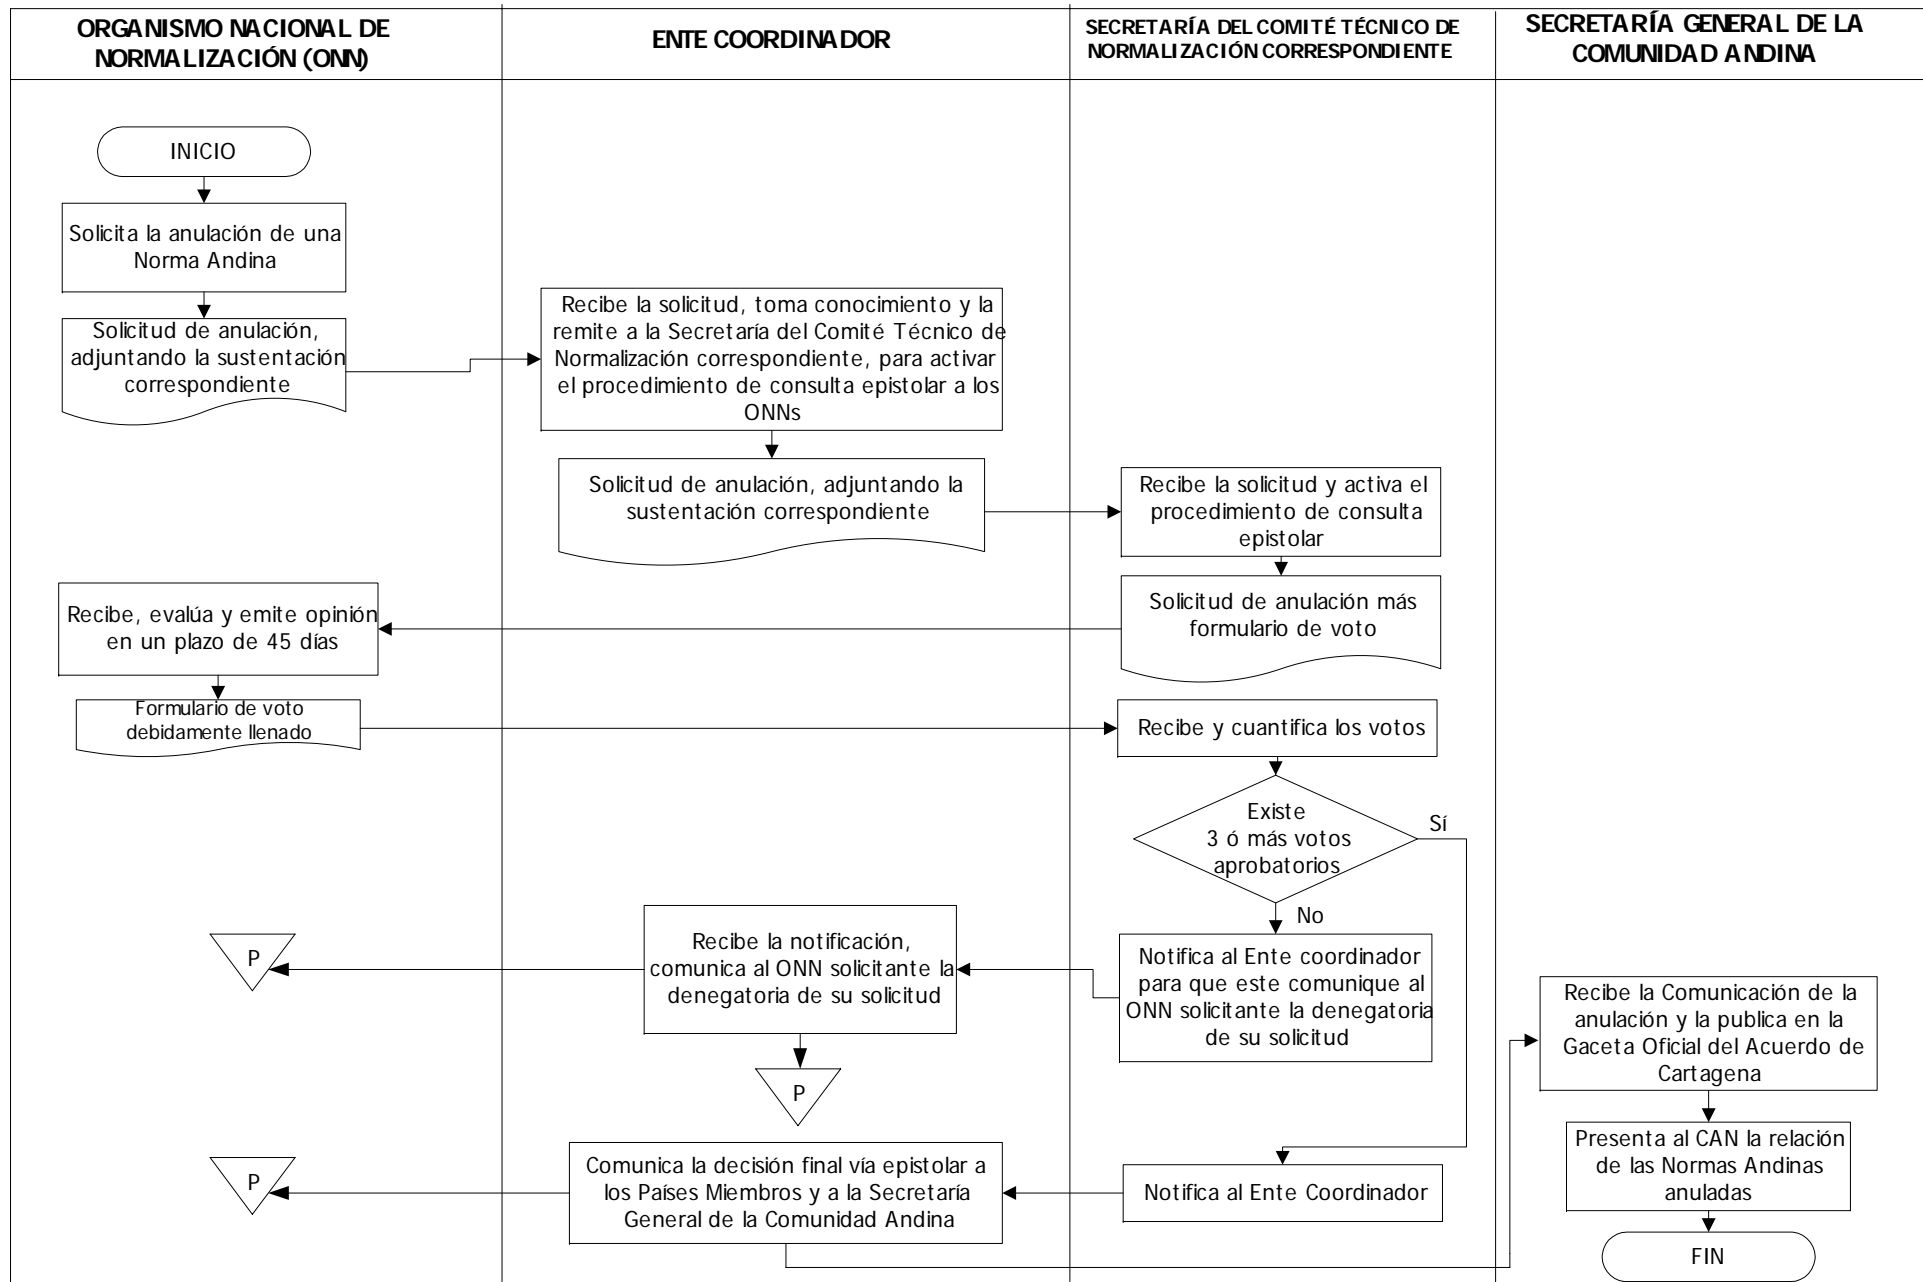 ORGANISMO NACIONAL DE
NORMALIZACIÓN (ONN)
ENTE COORDINADOR
SECRETARÍA DEL COMITÉ TÉCNICO DE
NORMALIZACIÓN CORRESPONDIENTE
SECRETARÍA GENERAL DE LA
COMUNIDAD ANDINA
INICIO
Solicita la anulación de una
Norma Andina
Solicitud de anulación,
adjuntando la sustentación
correspondiente
Recibe la solicitud, toma conocimiento y la
remite a la Secretaría del Comité Técnico de
Normalización correspondiente, para activar
el procedimiento de consulta epistolar a los
ONNs
Solicitud de anulación, adjuntando la
sustentación correspondiente
Recibe la solicitud y activa el
procedimiento de consulta
epistolar
Solicitud de anulación más
formulario de voto
Recibe, evalúa y emite opinión
en un plazo de 45 días
Formulario de voto
debidamente llenado
Recibe y cuantifica los votos
Existe
3 ó más votos
aprobatorios
Sí
No
Notifica al Ente coordinador
para que este comunique al
ONN solicitante la denegatoria
de su solicitud
Recibe la notificación,
comunica al ONN solicitante la
denegatoria de su solicitud
P
P
Notifica al Ente Coordinador
Comunica la decisión final vía epistolar a
los Países Miembros y a la Secretaría
General de la Comunidad Andina
P
Recibe la Comunicación de la
anulación y la publica en la
Gaceta Oficial del Acuerdo de
Cartagena
Presenta al CAN la relación
de las Normas Andinas
anuladas
FIN